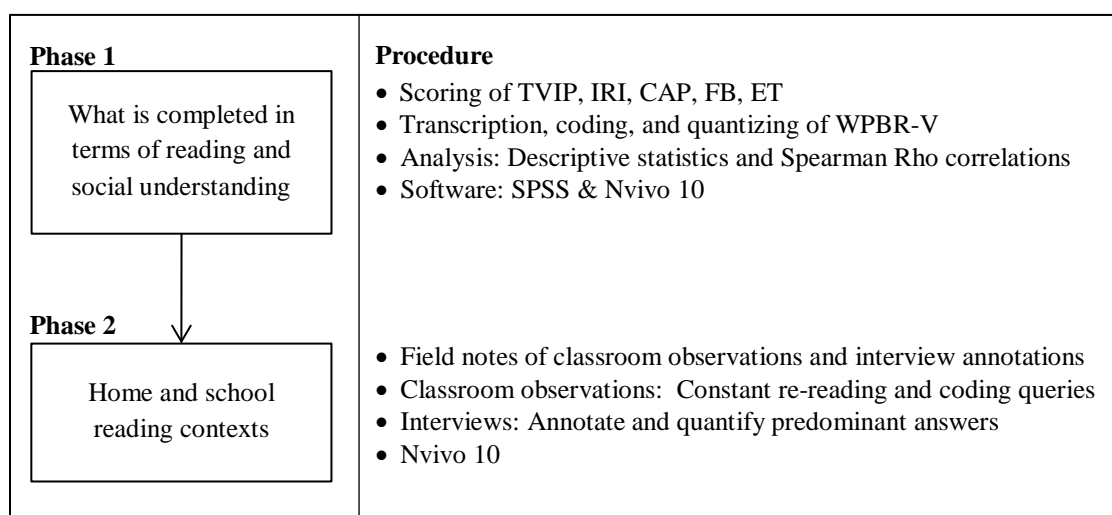 Phase 1
What is completed in
terms of reading and
social understanding
Procedure
• Scoring of TVIP, IRI, CAP, FB, ET
• Transcription, coding, and quantizing of WPBR-V
• Analysis: Descriptive statistics and Spearman Rho correlations
• Software: SPSS & Nvivo 10
Phase 2
Home and school
reading contexts
• Field notes of classroom observations and interview annotations
• Classroom observations:  Constant re-reading and coding queries
• Interviews: Annotate and quantify predominant answers
• Nvivo 10